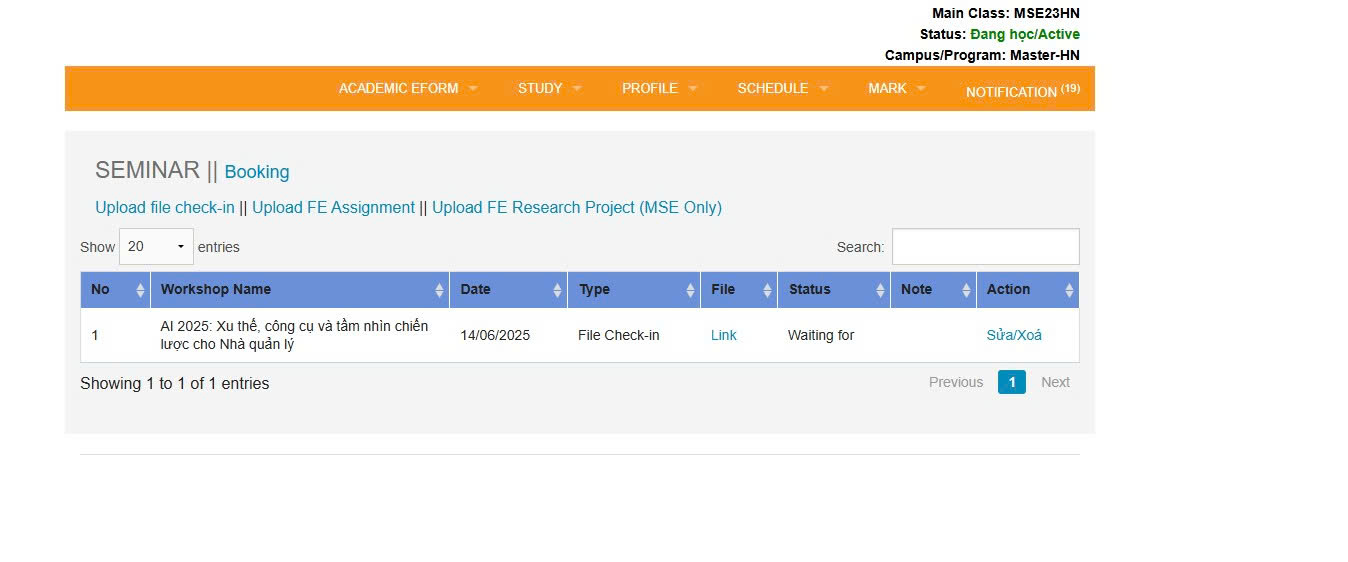 Main Class: MSE23HN
Status: Đang học/Active
Campus/Program: Master-HN
ACADEMIC EFORM STUDY PROFILE SCHEDULE MARK NOTIFICATION (19)
SEMINAR || Booking
Upload file check-in || Upload FE Assignment || Upload FE Research Project (MSE Only)
Show 20 entries Search:
No Workshop Name Date Type File Status Note Action
1 AI 2025: Xu thế, công cụ và tầm nhìn chiến lược cho Nhà quản lý 14/06/2025 File Check-in Link Waiting for Sửa/Xoá
Showing 1 to 1 of 1 entries Previous 1 Next